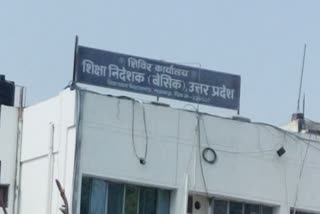 शिविर कार्यालय
शिक्षा निदेशक (बेसिक), उत्तर प्रदेश